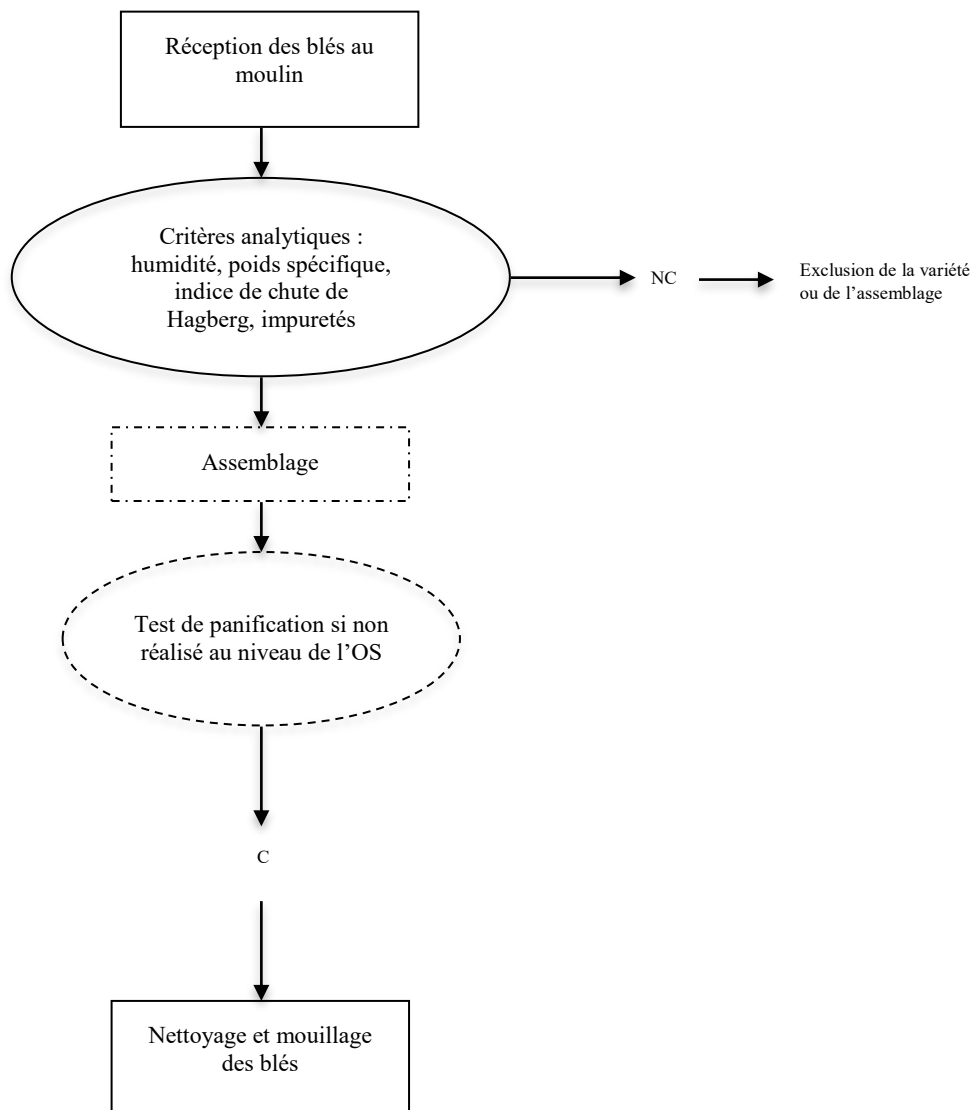 Réception des blés au
moulin
Critères analytiques :
humidité, poids spécifique,
indice de chute de
Hagberg, impuretés
NC
Exclusion de la variété
ou de l’assemblage
Assemblage
Test de panification si non
réalisé au niveau de l’OS
C
Nettoyage et mouillage
des blés